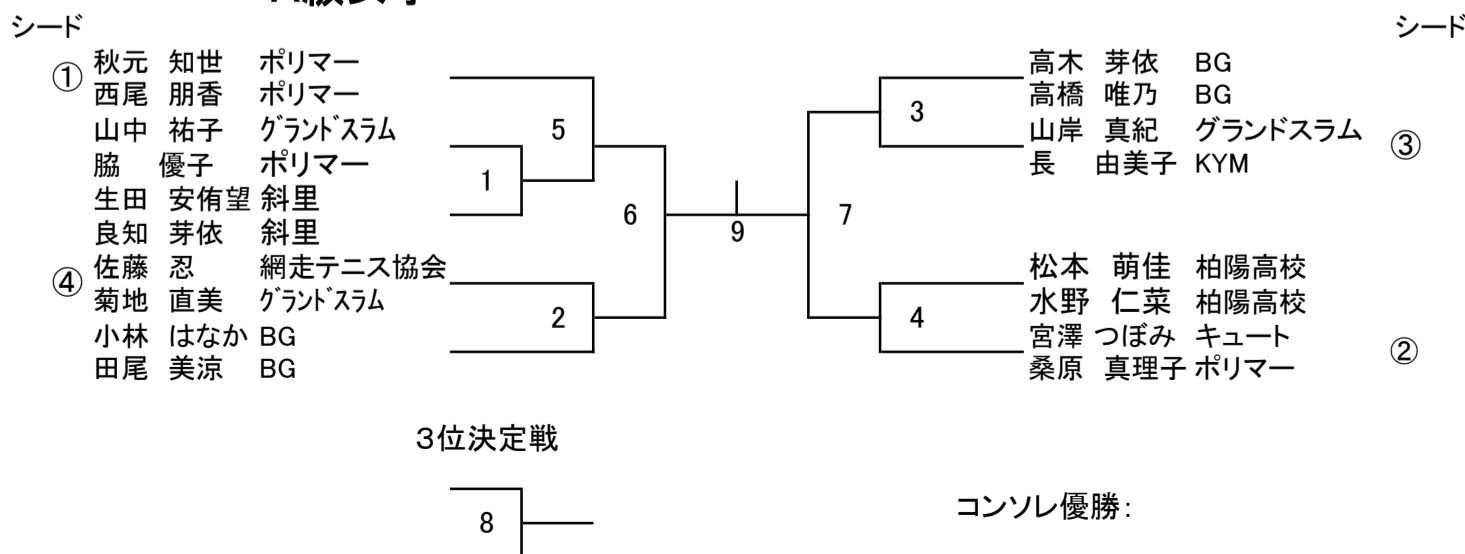 シード
シード
① 秋元 知世 ポリマー
西尾 朋香 ポリマー
山中 祐子 グランドスラム
脇 優子 ポリマー
生田 安侑望 斜里
良知 芽依 斜里
④ 佐藤 忍 網走テニス協会
菊地 直美 グランドスラム
小林 はなか BG
田尾 美涼 BG
5
1
6
2
9
高木 芽依 BG
高橋 唯乃 BG
山岸 真紀 グランドスラム ③
長 由美子 KYM
松本 萌佳 柏陽高校
水野 仁菜 柏陽高校
宮澤 つぼみ キュート ②
桑原 真理子 ポリマー
3
7
4
3位決定戦
8
コンソレ優勝: